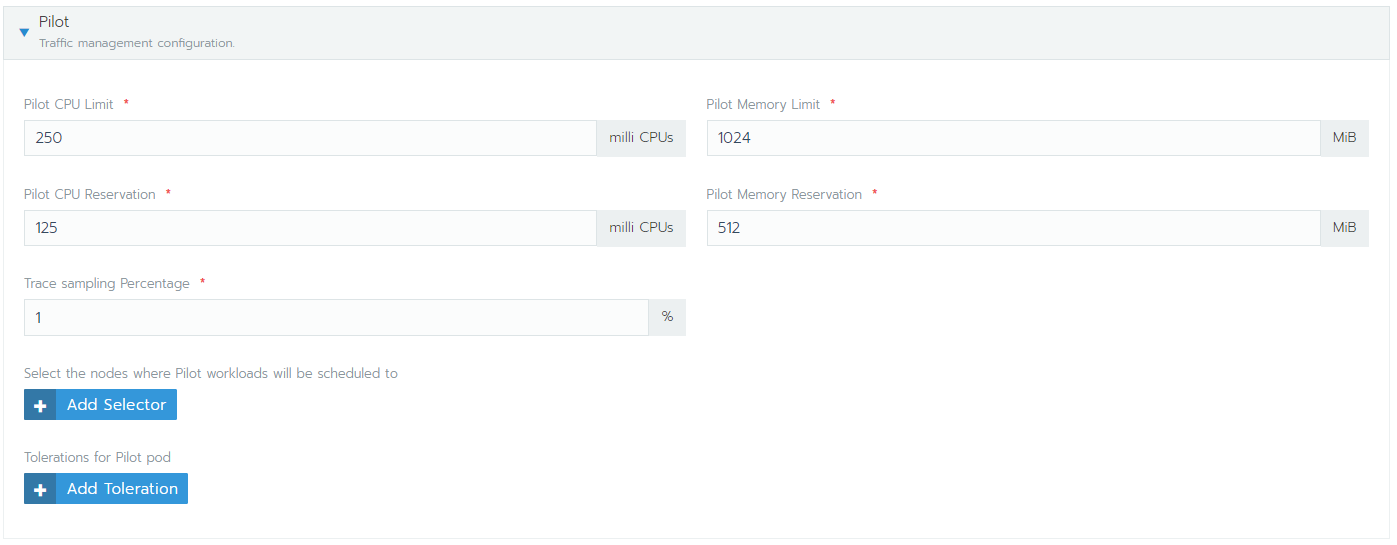 Pilot
Traffic management configuration.
Pilot CPU Limit *
250 milli CPUs
Pilot Memory Limit *
1024 MiB
Pilot CPU Reservation *
125 milli CPUs
Pilot Memory Reservation *
512 MiB
Trace sampling Percentage *
1 %
Select the nodes where Pilot workloads will be scheduled to
Add Selector
Tolerations for Pilot pod
Add Toleration